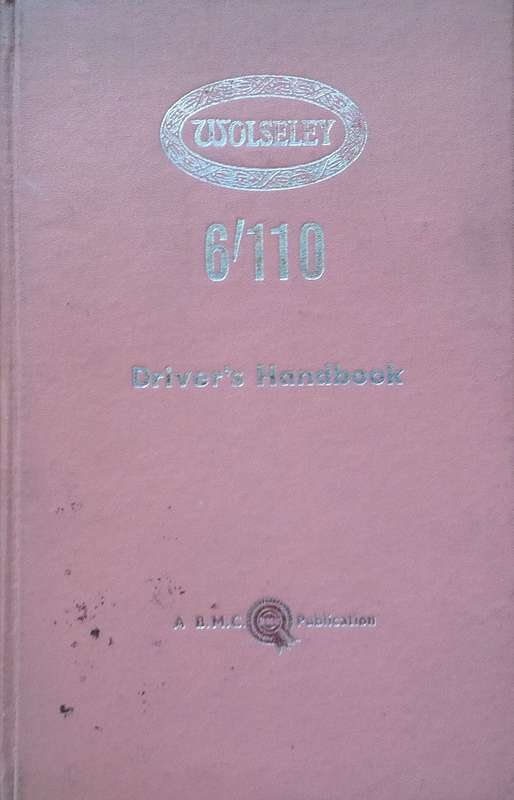 WOLSELEY
6/110
Driver's Handbook
A B.M.C. Publication